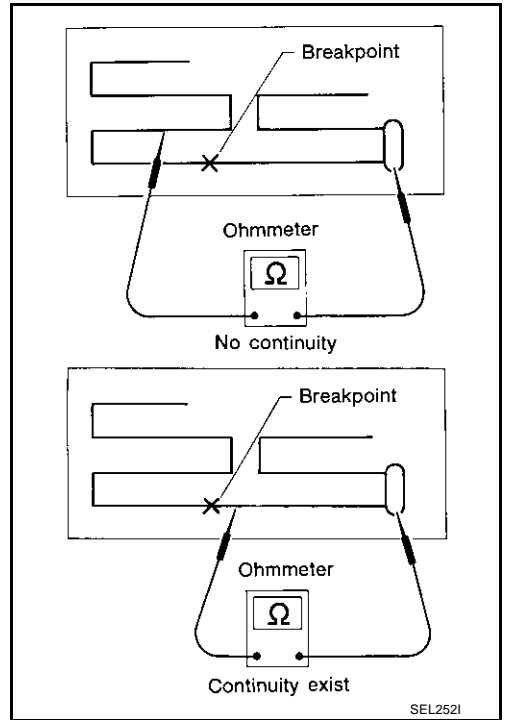 Breakpoint
Ohmmeter
Ω
No continuity
Breakpoint
Ohmmeter
Ω
Continuity exist
SEL252I